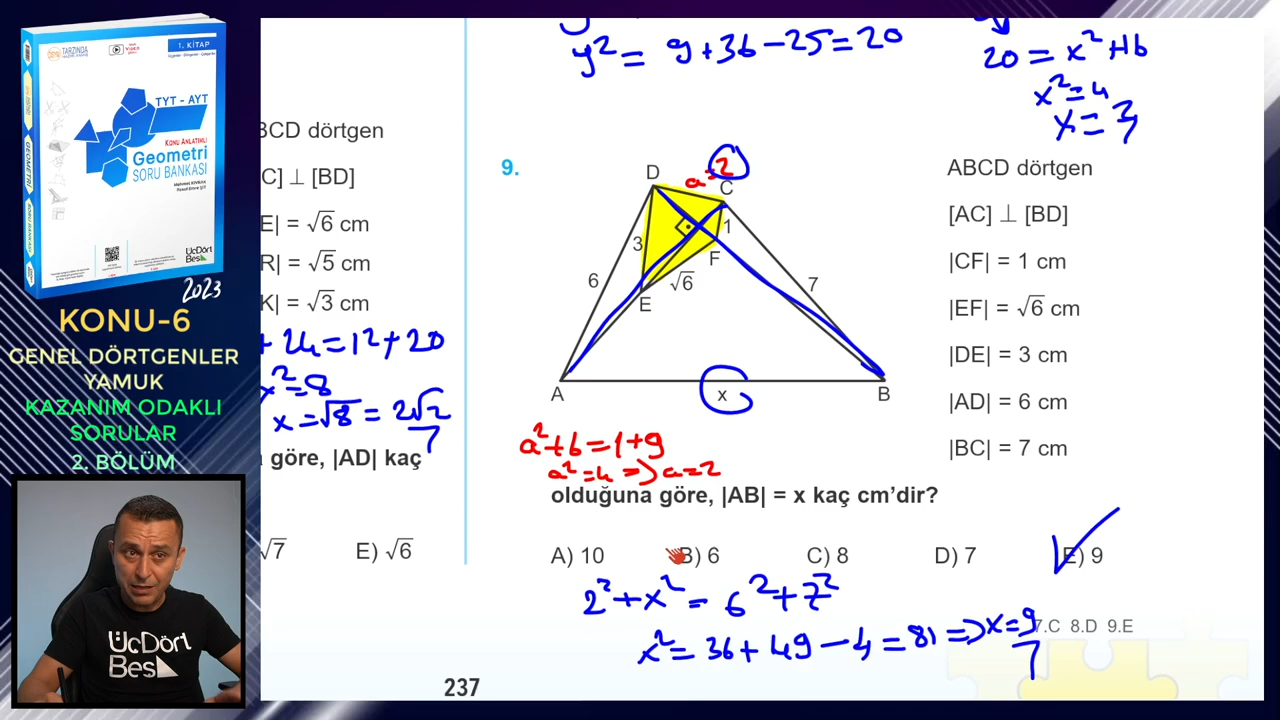 1. KİTAP
TYT - AYT
KONU ANLATIMLI
Geometri
SORU BANKASI
GEOMETRİ
ÜçDört
Beş
2023
KONU-6
GENEL DÖRTGENLER
YAMUK
KAZANIM ODAKLI
SORULAR
2. BÖLÜM
ÜçDört
Beş
BCD dörtgen
C] ⊥ [BD]
E| = √6 cm
R| = √5 cm
K| = √3 cm
+ 24 = 1² + 20
x² = 8
x = √8 = 2√2
göre, |AD| kaç
√7 E) √6
237
y² = 9 + 36 − 25 = 20
20 = x² + 16
x² = 4
x = 2
9.
D
a = 2
C
3
1
F
6
√6
7
E
A
x
B
ABCD dörtgen
[AC] ⊥ [BD]
|CF| = 1 cm
|EF| = √6 cm
|DE| = 3 cm
|AD| = 6 cm
|BC| = 7 cm
a² + 6 = 1 + 9
a² = 4 => a = 2
olduğuna göre, |AB| = x kaç cm'dir?
A) 10 B) 6 C) 8 D) 7 E) 9
2² + x² = 6² + 7²
x² = 36 + 49 − 4 = 81 => x = 9
7.C 8.D 9.E